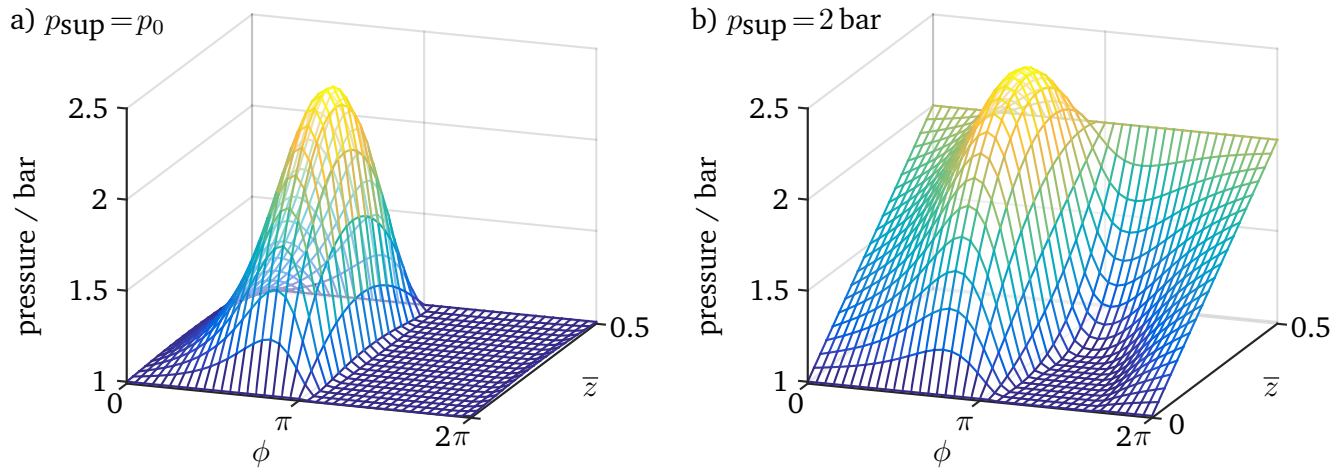 a) p_sup = p_0
b) p_sup = 2 bar
2.5
2
1.5
1
pressure / bar
0
π
2π
ϕ
z̅
0.5
2.5
2
1.5
1
pressure / bar
0
π
2π
ϕ
0
z̅
0.5